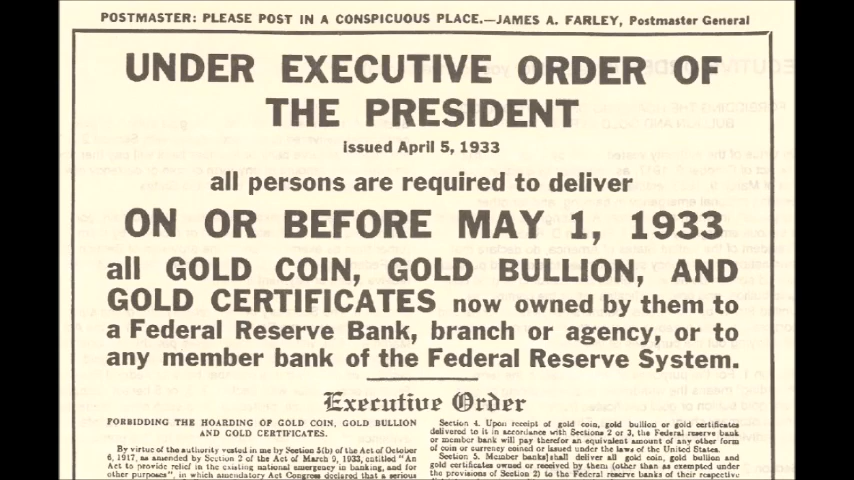 POSTMASTER: PLEASE POST IN A CONSPICUOUS PLACE.—JAMES A. FARLEY, Postmaster General
UNDER EXECUTIVE ORDER OF
THE PRESIDENT
issued April 5, 1933
all persons are required to deliver
ON OR BEFORE MAY 1, 1933
all GOLD COIN, GOLD BULLION, AND
GOLD CERTIFICATES now owned by them to
a Federal Reserve Bank, branch or agency, or to
any member bank of the Federal Reserve System.
Executive Order
FORBIDDING THE HOARDING OF GOLD COIN, GOLD BULLION
AND GOLD CERTIFICATES.
By virtue of the authority vested in me by Section 5(b) of the Act of October
6, 1917, as amended by Section 2 of the Act of March 9, 1933, entitled "An
Act to provide relief in the existing national emergency in banking, and for
other purposes", in which amendatory Act Congress declared that a serious
Section 4. Upon receipt of gold coin, gold bullion or gold certificates
delivered to it in accordance with Sections 2 or 3, the Federal reserve bank
or member bank will pay therefor an equivalent amount of any other form
of coin or currency coined or issued under the laws of the United States.
Section 5. Member banks shall deliver all gold coin, gold bullion and
gold certificates owned or received by them (other than as exempted under
the provisions of Section 2) to the Federal reserve banks of their respective